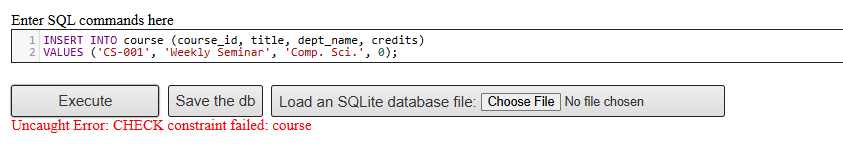 Enter SQL commands here
1 INSERT INTO course (course_id, title, dept_name, credits)
2 VALUES ('CS-001', 'Weekly Seminar', 'Comp. Sci.', 0);
Execute Save the db Load an SQLite database file: Choose File No file chosen
Uncaught Error: CHECK constraint failed: course